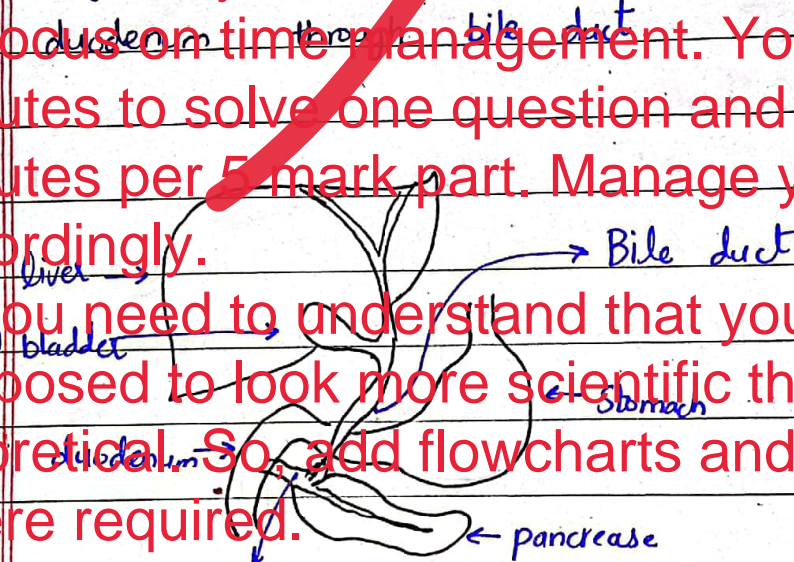 duodenum through bile duct
ocus on time management. Yo
utes to solve one question and
utes per 5 mark part. Manage y
ordingly.
liver
Bile duct
ou need to understand that you
bladder
posed to look more scientific th
stomach
oretical. So, add flowcharts and
duodenum
re required.
pancrease